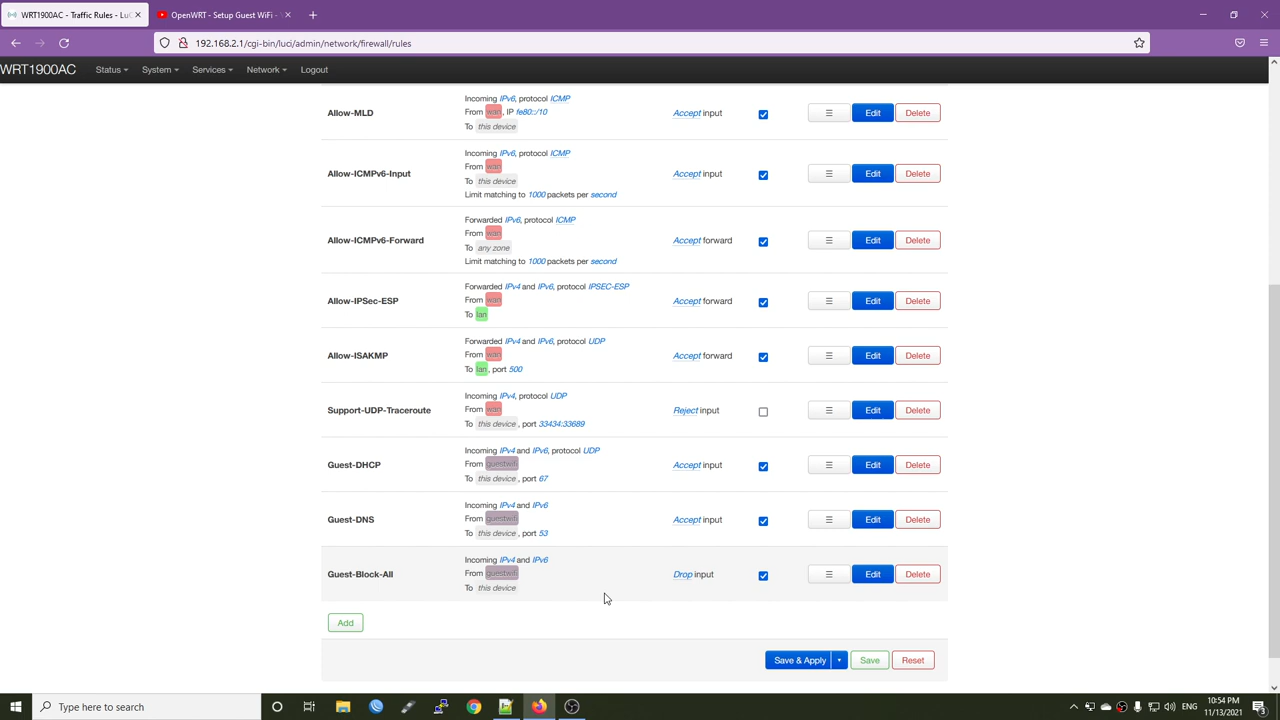 WRT1900AC - Traffic Rules - LuC
OpenWRT - Setup Guest WiFi -
192.168.2.1/cgi-bin/luci/admin/network/firewall/rules
WRT1900AC
Status
System
Services
Network
Logout
Allow-MLD
Incoming IPv6, protocol ICMP
From wan, IP fe80::/10
To this device
Accept input
Edit
Delete
Allow-ICMPv6-Input
Incoming IPv6, protocol ICMP
From wan
To this device
Limit matching to 1000 packets per second
Accept input
Edit
Delete
Allow-ICMPv6-Forward
Forwarded IPv6, protocol ICMP
From wan
To any zone
Limit matching to 1000 packets per second
Accept forward
Edit
Delete
Allow-IPSec-ESP
Forwarded IPv4 and IPv6, protocol IPSEC-ESP
From wan
To lan
Accept forward
Edit
Delete
Allow-ISAKMP
Forwarded IPv4 and IPv6, protocol UDP
From wan
To lan, port 500
Accept forward
Edit
Delete
Support-UDP-Traceroute
Incoming IPv4, protocol UDP
From wan
To this device, port 33434:33689
Reject input
Edit
Delete
Guest-DHCP
Incoming IPv4 and IPv6, protocol UDP
From guestwifi
To this device, port 67
Accept input
Edit
Delete
Guest-DNS
Incoming IPv4 and IPv6
From guestwifi
To this device, port 53
Accept input
Edit
Delete
Guest-Block-All
Incoming IPv4 and IPv6
From guestwifi
To this device
Drop input
Edit
Delete
Add
Save & Apply
Save
Reset
Type here to search
ENG
10:54 PM
11/13/2021
3